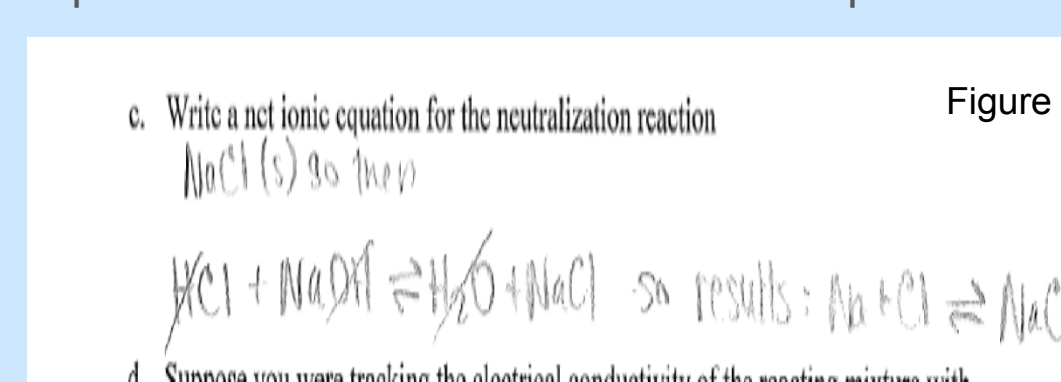 c. Write a net ionic equation for the neutralization reaction
Figure
NaCl (s) so then
HCl + NaOH ⇌ H₂O + NaCl so results: Na + Cl ⇌ NaC
d. Suppose you were tracking the electrical conductivity of the reacting mixture with